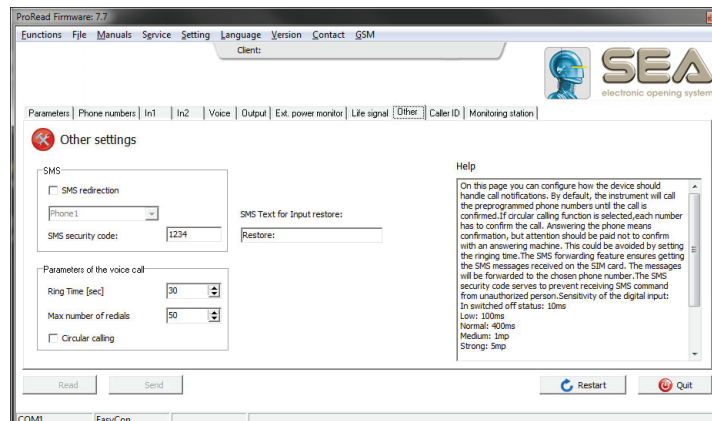 ProRead Firmware: 7.7
Functions File Manuals Service Setting Language Version Contact GSM
Client:
SEA
electronic opening system
Parameters Phone numbers In1 In2 Voice Output Ext. power monitor Life signal Other Caller ID Monitoring station
Other settings
SMS
SMS redirection
Phone1
SMS security code: 1234
SMS Text for Input restore:
Restore:
Parameters of the voice call
Ring Time [sec] 30
Max number of redials 50
Circular calling
Help
On this page you can configure how the device should
handle call notifications. By default, the instrument will call
the preprogrammed phone numbers until the call is
confirmed.If circular calling function is selected,each number
has to confirm the call. Answering the phone means
confirmation, but attention should be paid not to confirm
with an answering machine. This could be avoided by setting
the ringing time.The SMS forwarding feature ensures getting
the SMS messages received on the SIM card. The messages
will be forwarded to the chosen phone number.The SMS
security code serves to prevent receiving SMS command
from unauthorized person.Sensitivity of the digital input:
In switched off status: 10ms
Low: 100ms
Normal: 400ms
Medium: 1mp
Strong: 5mp
Read Send Restart Quit
COM1 EasyCon